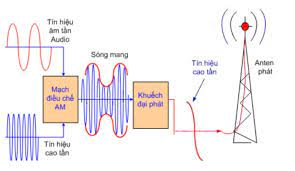 Tín hiệu
âm tần
Audio
Mạch
điều chế
AM
Tín hiệu
cao tần
Sóng mang
Khuếch
đại phát
Tín hiệu
cao tần
Anten
phát